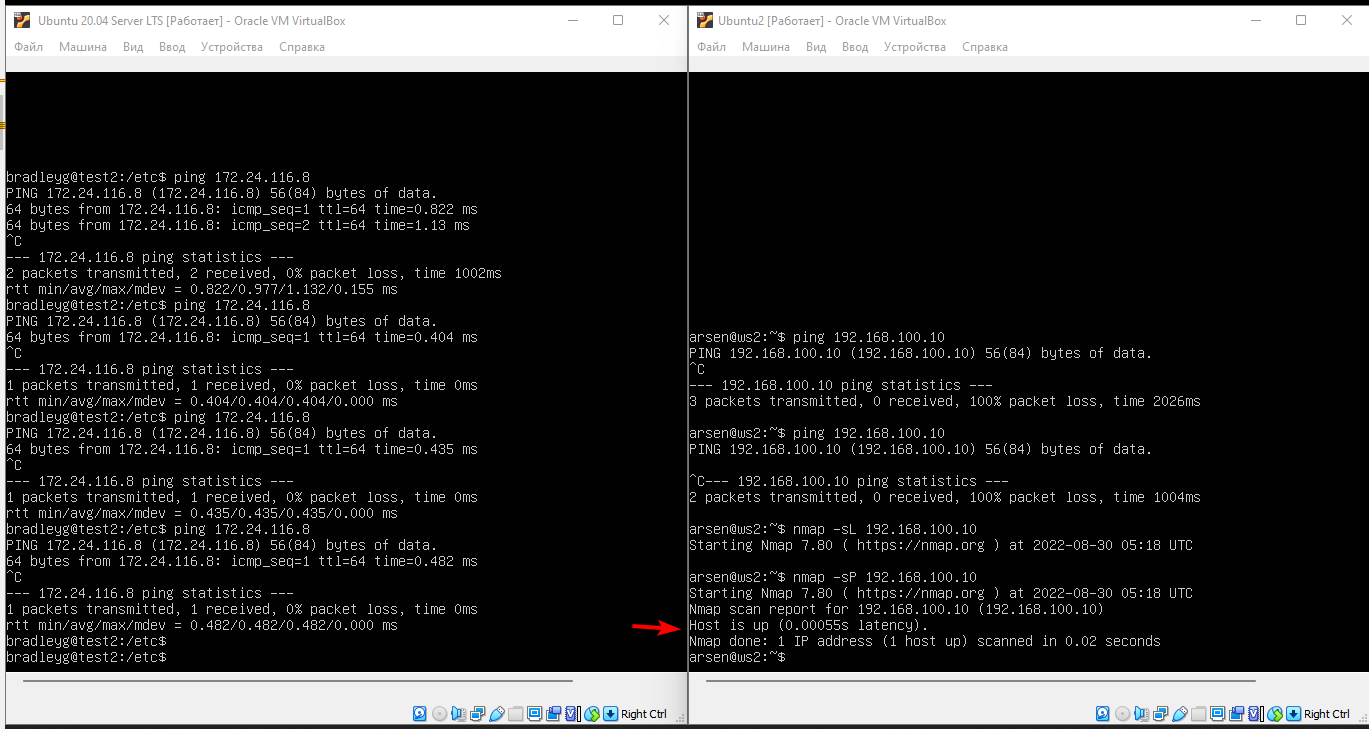 Ubuntu 20.04 Server LTS [Работает] - Oracle VM VirtualBox
Файл Машина Вид Ввод Устройства Справка
bradleyg@test2:/etc$ ping 172.24.116.8
PING 172.24.116.8 (172.24.116.8) 56(84) bytes of data.
64 bytes from 172.24.116.8: icmp_seq=1 ttl=64 time=0.822 ms
64 bytes from 172.24.116.8: icmp_seq=2 ttl=64 time=1.13 ms
^C
--- 172.24.116.8 ping statistics ---
2 packets transmitted, 2 received, 0% packet loss, time 1002ms
rtt min/avg/max/mdev = 0.822/0.977/1.132/0.155 ms
bradleyg@test2:/etc$ ping 172.24.116.8
PING 172.24.116.8 (172.24.116.8) 56(84) bytes of data.
64 bytes from 172.24.116.8: icmp_seq=1 ttl=64 time=0.404 ms
^C
--- 172.24.116.8 ping statistics ---
1 packets transmitted, 1 received, 0% packet loss, time 0ms
rtt min/avg/max/mdev = 0.404/0.404/0.404/0.000 ms
bradleyg@test2:/etc$ ping 172.24.116.8
PING 172.24.116.8 (172.24.116.8) 56(84) bytes of data.
64 bytes from 172.24.116.8: icmp_seq=1 ttl=64 time=0.435 ms
^C
--- 172.24.116.8 ping statistics ---
1 packets transmitted, 1 received, 0% packet loss, time 0ms
rtt min/avg/max/mdev = 0.435/0.435/0.435/0.000 ms
bradleyg@test2:/etc$ ping 172.24.116.8
PING 172.24.116.8 (172.24.116.8) 56(84) bytes of data.
64 bytes from 172.24.116.8: icmp_seq=1 ttl=64 time=0.482 ms
^C
--- 172.24.116.8 ping statistics ---
1 packets transmitted, 1 received, 0% packet loss, time 0ms
rtt min/avg/max/mdev = 0.482/0.482/0.482/0.000 ms
bradleyg@test2:/etc$
bradleyg@test2:/etc$
Right Ctrl
Ubuntu2 [Работает] - Oracle VM VirtualBox
Файл Машина Вид Ввод Устройства Справка
arsen@ws2:~$ ping 192.168.100.10
PING 192.168.100.10 (192.168.100.10) 56(84) bytes of data.
^C
--- 192.168.100.10 ping statistics ---
3 packets transmitted, 0 received, 100% packet loss, time 2026ms
arsen@ws2:~$ ping 192.168.100.10
PING 192.168.100.10 (192.168.100.10) 56(84) bytes of data.
^C--- 192.168.100.10 ping statistics ---
2 packets transmitted, 0 received, 100% packet loss, time 1004ms
arsen@ws2:~$ nmap -sL 192.168.100.10
Starting Nmap 7.80 ( https://nmap.org ) at 2022-08-30 05:18 UTC
arsen@ws2:~$ nmap -sP 192.168.100.10
Starting Nmap 7.80 ( https://nmap.org ) at 2022-08-30 05:18 UTC
Nmap scan report for 192.168.100.10 (192.168.100.10)
Host is up (0.00055s latency).
Nmap done: 1 IP address (1 host up) scanned in 0.02 seconds
arsen@ws2:~$
Right Ctrl